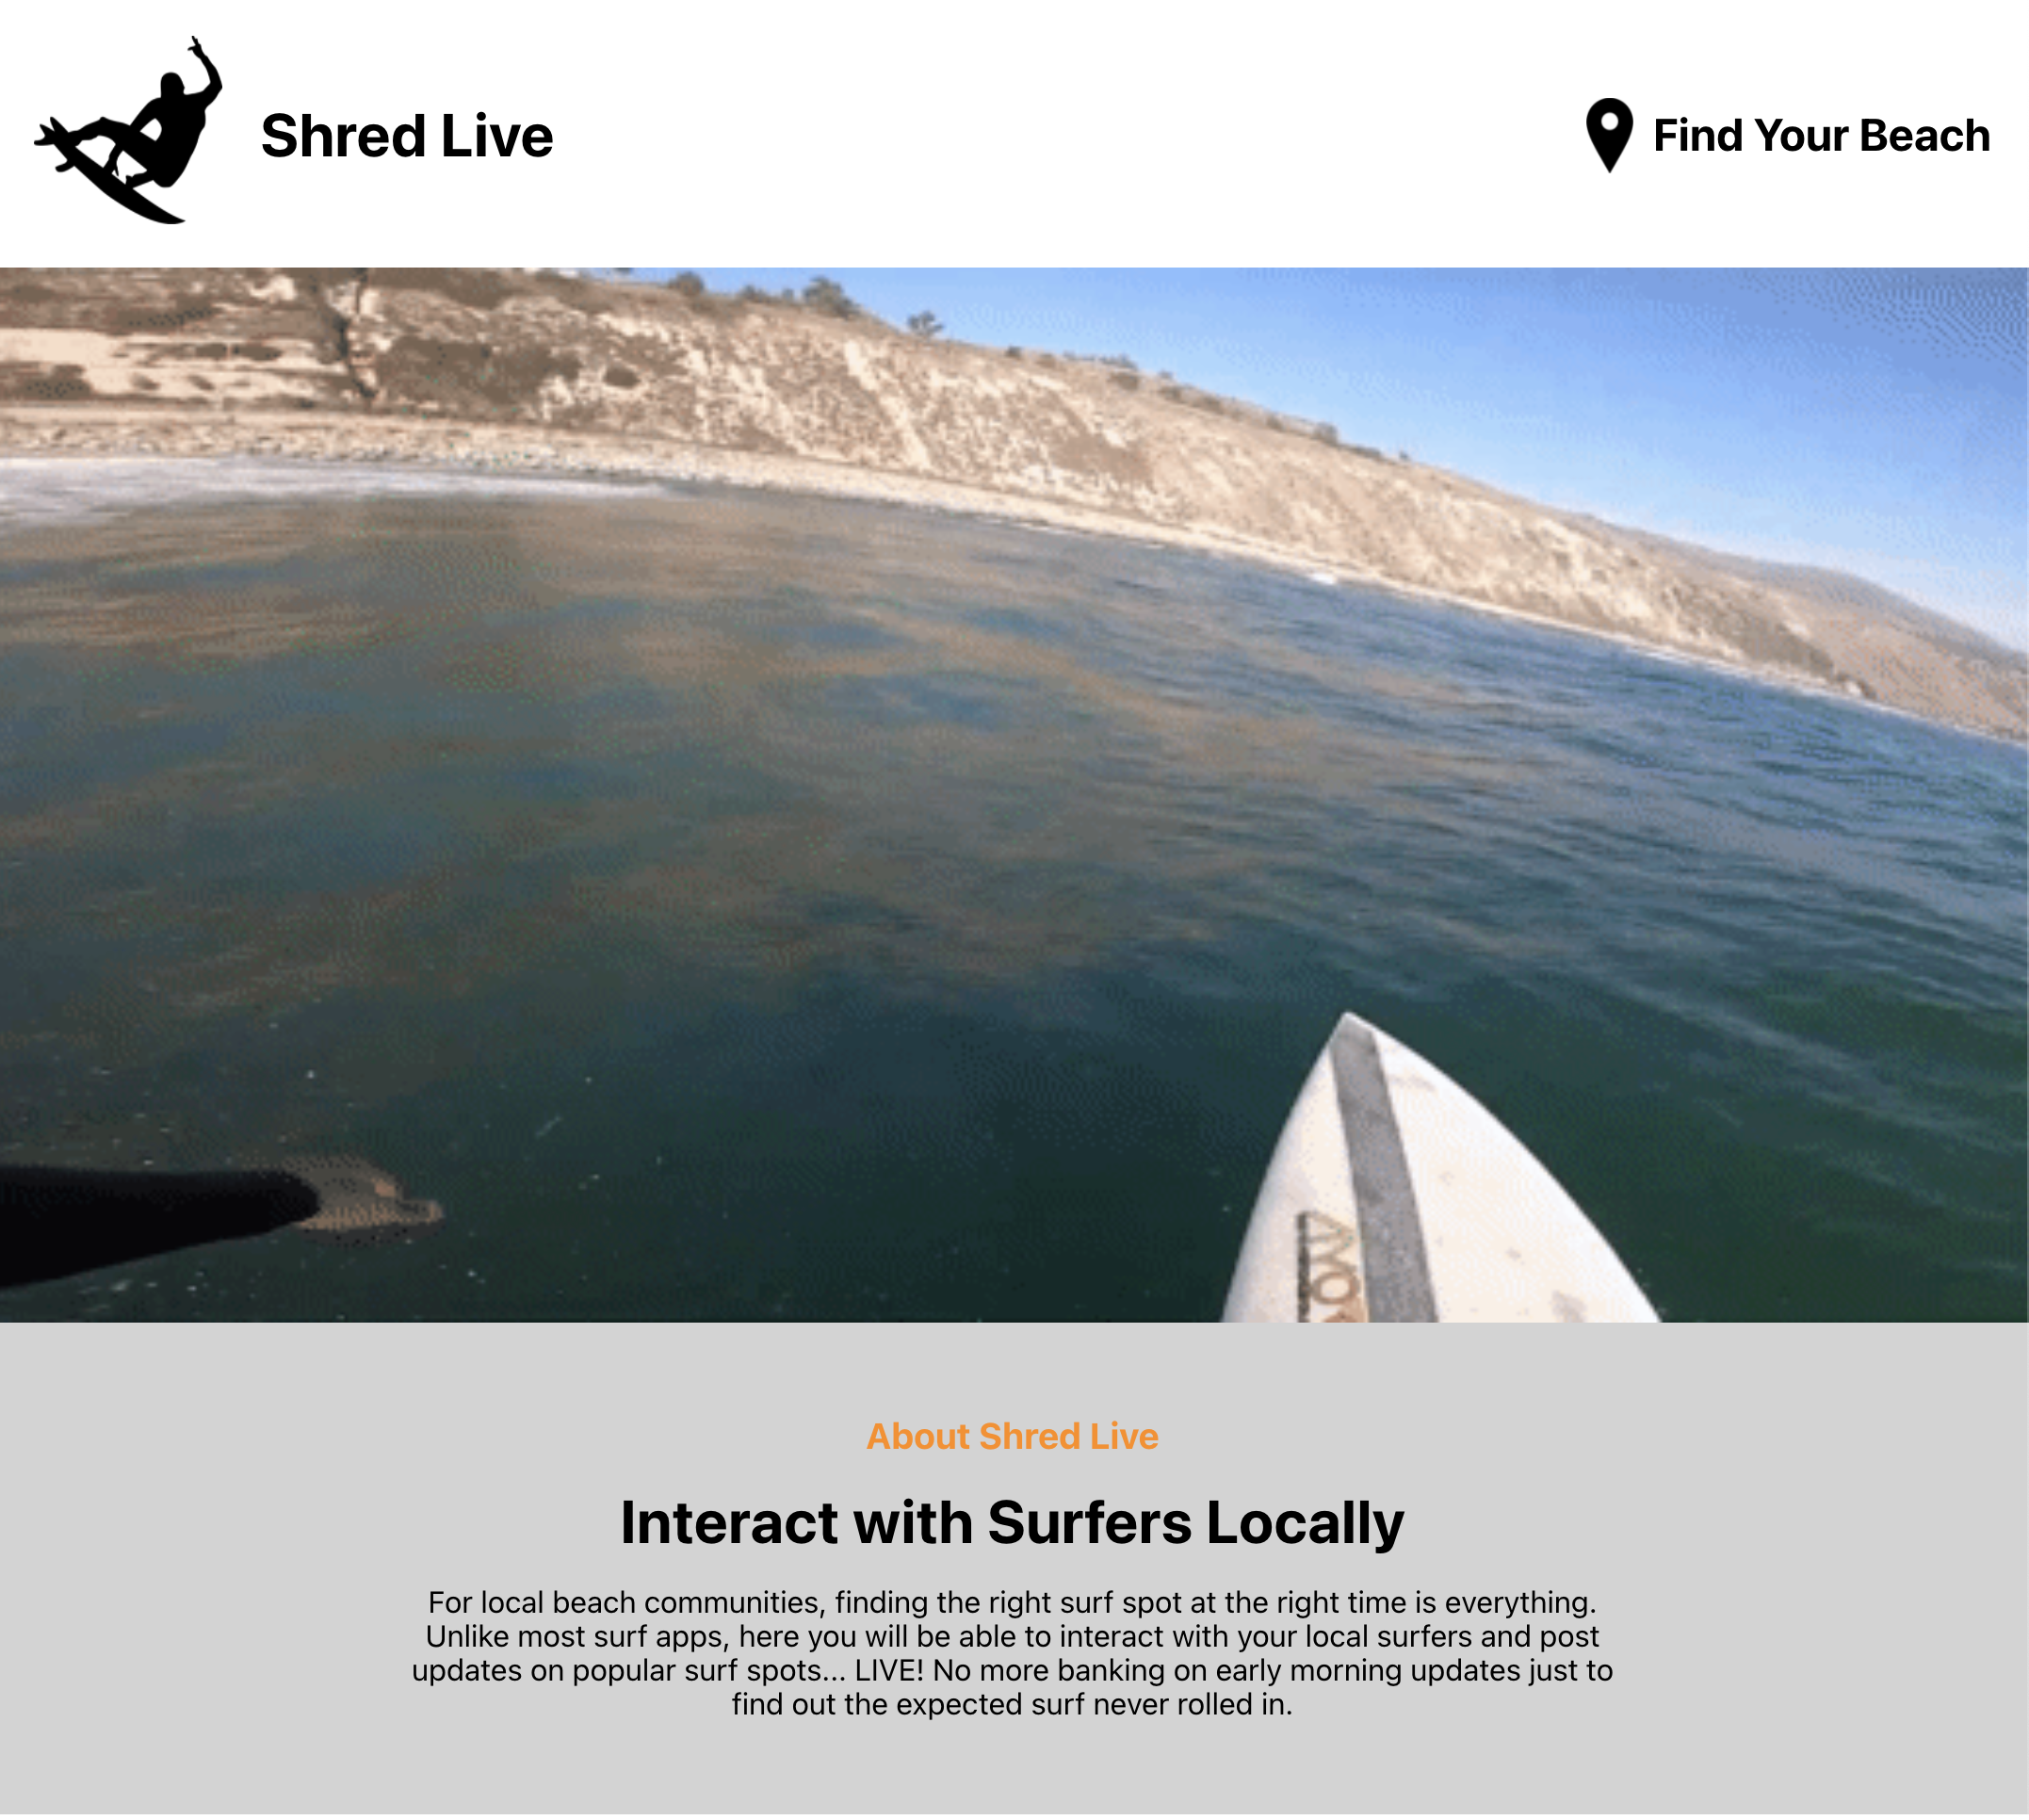 Shred Live
Find Your Beach
About Shred Live
Interact with Surfers Locally
For local beach communities, finding the right surf spot at the right time is everything.
Unlike most surf apps, here you will be able to interact with your local surfers and post
updates on popular surf spots... LIVE! No more banking on early morning updates just to
find out the expected surf never rolled in.